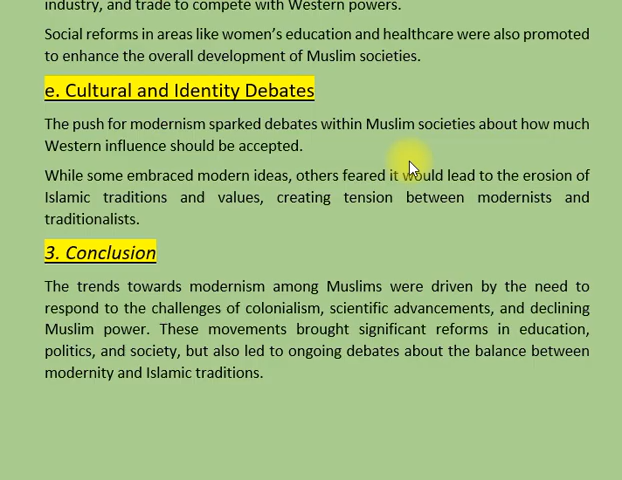 industry, and trade to compete with Western powers.
Social reforms in areas like women’s education and healthcare were also promoted
to enhance the overall development of Muslim societies.
e. Cultural and Identity Debates
The push for modernism sparked debates within Muslim societies about how much
Western influence should be accepted.
While some embraced modern ideas, others feared it would lead to the erosion of
Islamic traditions and values, creating tension between modernists and
traditionalists.
3. Conclusion
The trends towards modernism among Muslims were driven by the need to
respond to the challenges of colonialism, scientific advancements, and declining
Muslim power. These movements brought significant reforms in education,
politics, and society, but also led to ongoing debates about the balance between
modernity and Islamic traditions.